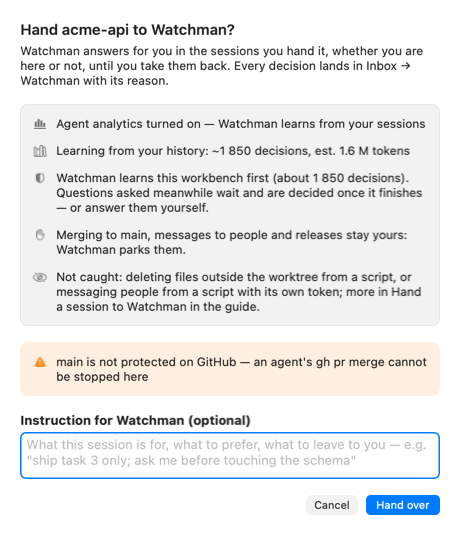 Hand acme-api to Watchman?
Watchman answers for you in the sessions you hand it, whether you are
here or not, until you take them back. Every decision lands in Inbox →
Watchman with its reason.
Agent analytics turned on — Watchman learns from your sessions
Learning from your history: ~1 850 decisions, est. 1.6 M tokens
Watchman learns this workbench first (about 1 850 decisions).
Questions asked meanwhile wait and are decided once it finishes
— or answer them yourself.
Merging to main, messages to people and releases stay yours:
Watchman parks them.
Not caught: deleting files outside the worktree from a script, or
messaging people from a script with its own token; more in Hand
a session to Watchman in the guide.
main is not protected on GitHub — an agent's gh pr merge cannot
be stopped here
Instruction for Watchman (optional)
What this session is for, what to prefer, what to leave to you — e.g.
"ship task 3 only; ask me before touching the schema"
Cancel
Hand over